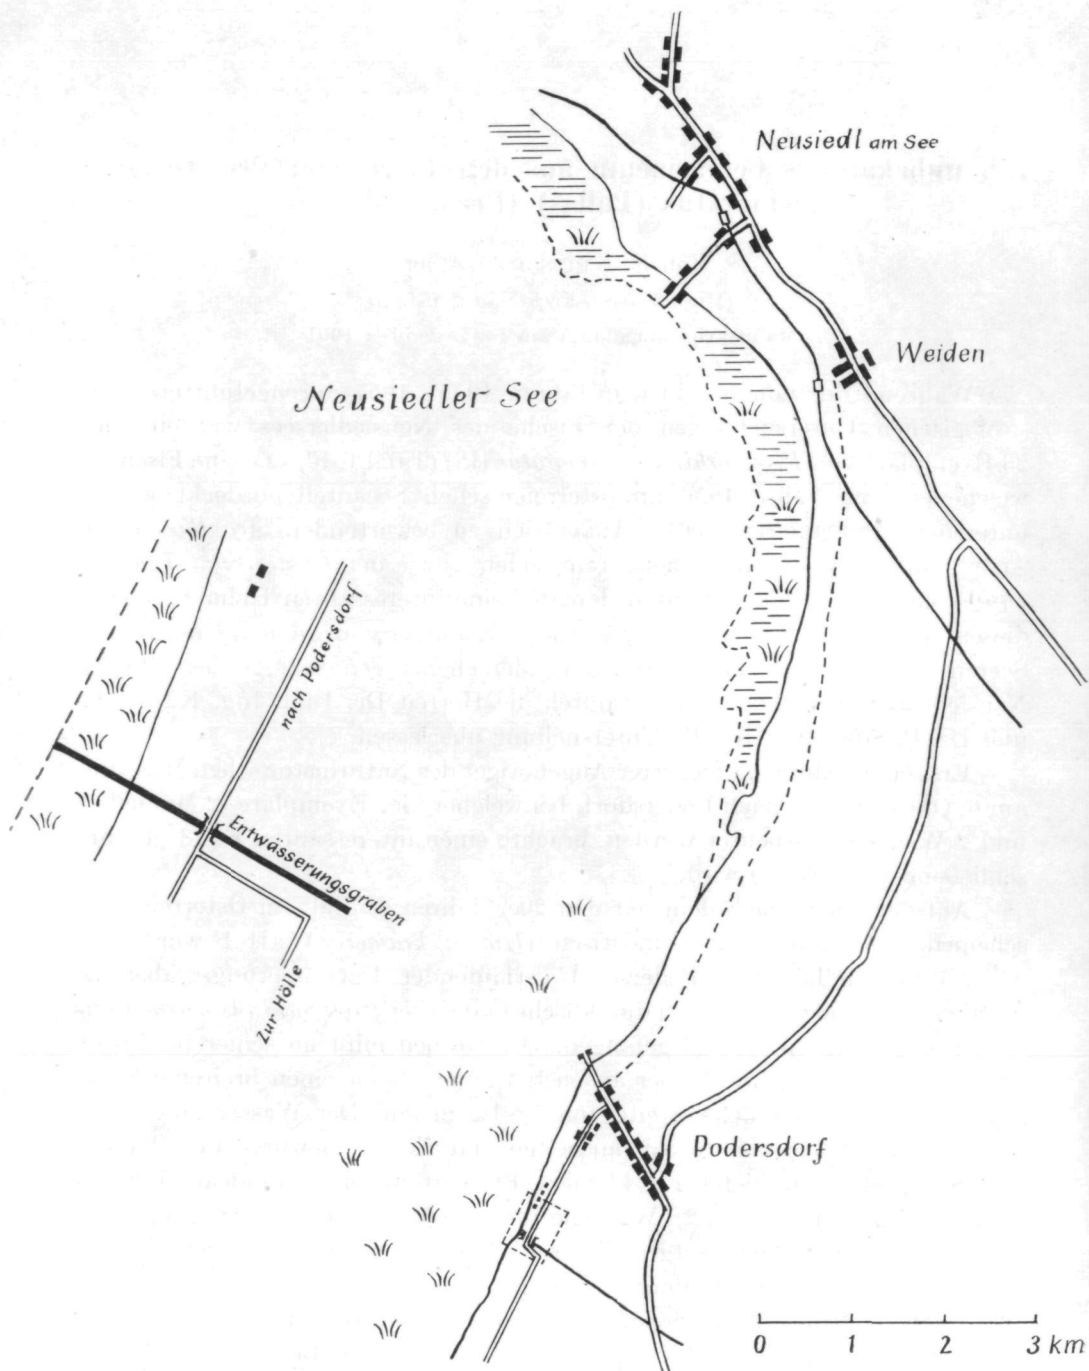 Neusiedl am See
Weiden
Neusiedler See
nach Podersdorf
Entwässerungsgraben
Zur Hölle
Podersdorf
0 1 2 3 km